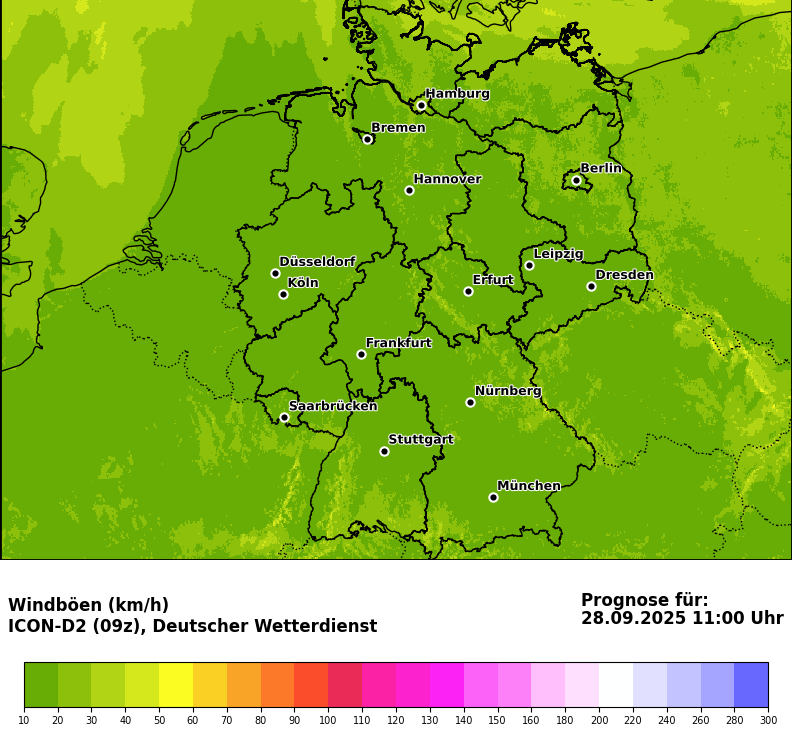 Hamburg
Bremen
Berlin
Hannover
Leipzig
Düsseldorf
Dresden
Köln
Erfurt
Frankfurt
Nürnberg
Saarbrücken
Stuttgart
München
Windböen (km/h)
ICON-D2 (09z), Deutscher Wetterdienst
Prognose für:
28.09.2025 11:00 Uhr
10 20 30 40 50 60 70 80 90 100 110 120 130 140 150 160 180 200 220 240 260 280 300